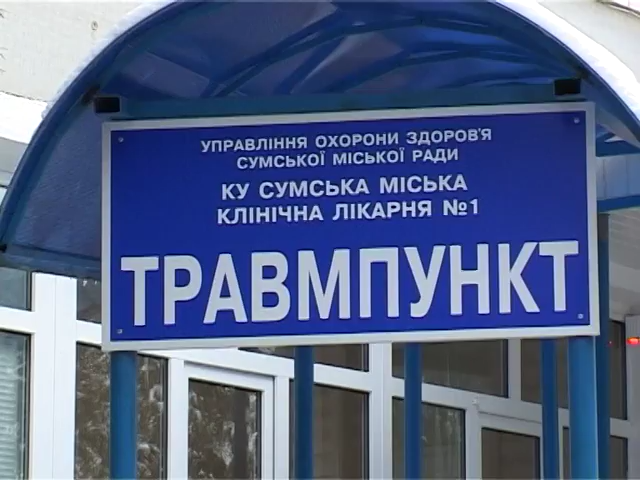 УПРАВЛІННЯ ОХОРОНИ ЗДОРОВ'Я
СУМСЬКОЇ МІСЬКОЇ РАДИ
КУ СУМСЬКА МІСЬКА
КЛІНІЧНА ЛІКАРНЯ №1
ТРАВМПУНКТ